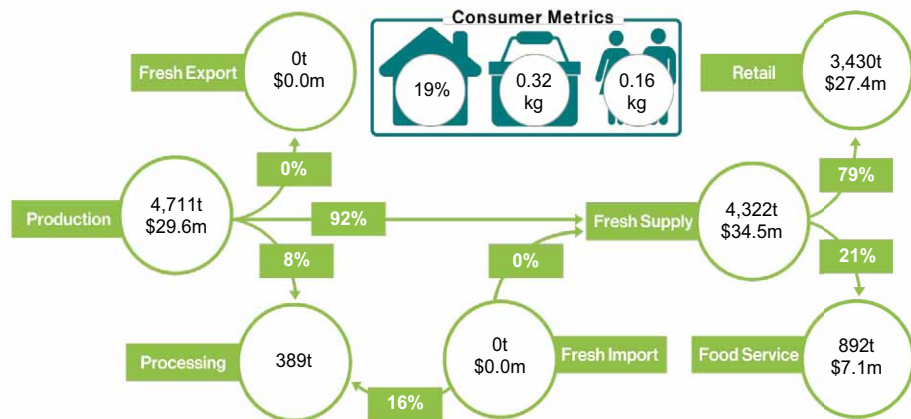 Consumer Metrics
Fresh Export
0t
$0.0m
19%
0.32
kg
0.16
kg
Retail
3,430t
$27.4m
0%
79%
Production
4,711t
$29.6m
92%
Fresh Supply
4,322t
$34.5m
8%
0%
21%
Processing
389t
0t
$0.0m
Fresh Import
Food Service
892t
$7.1m
16%